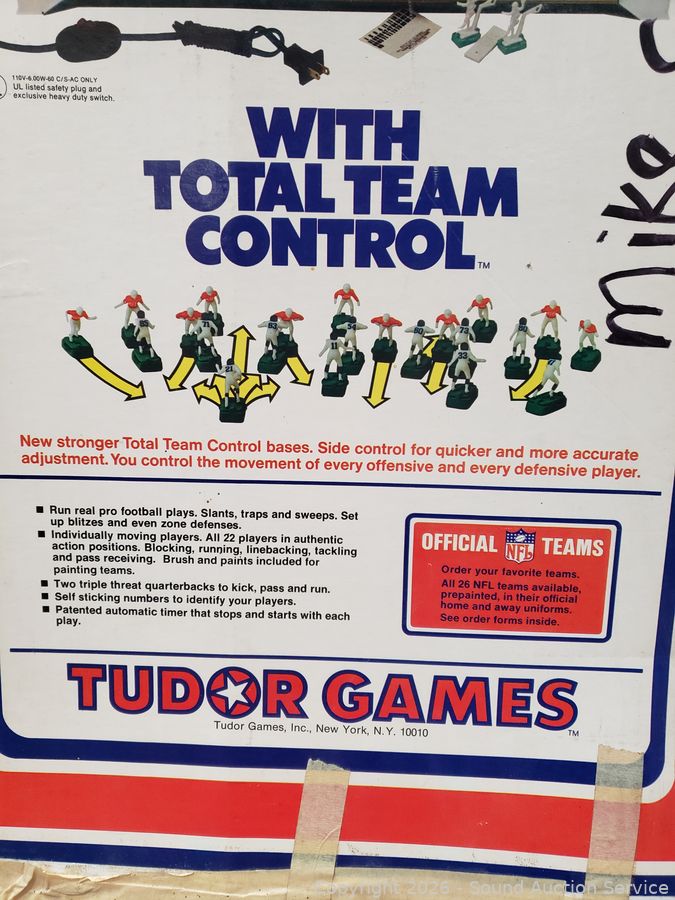 110V-6.00W-60 C/S-AC ONLY
UL listed safety plug and
exclusive heavy duty switch.
WITH
TOTAL TEAM
CONTROL™
mike
New stronger Total Team Control bases. Side control for quicker and more accurate
adjustment. You control the movement of every offensive and every defensive player.
■ Run real pro football plays. Slants, traps and sweeps. Set
up blitzes and even zone defenses.
■ Individually moving players. All 22 players in authentic
action positions. Blocking, running, linebacking, tackling
and pass receiving. Brush and paints included for
painting teams.
■ Two triple threat quarterbacks to kick, pass and run.
■ Self sticking numbers to identify your players.
■ Patented automatic timer that stops and starts with each
play.
OFFICIAL NFL TEAMS
Order your favorite teams.
All 26 NFL teams available,
prepainted, in their official
home and away uniforms.
See order forms inside.
TUDOR GAMES™
Tudor Games, Inc., New York, N.Y. 10010
Copyright 2026 - Sound Auction Service